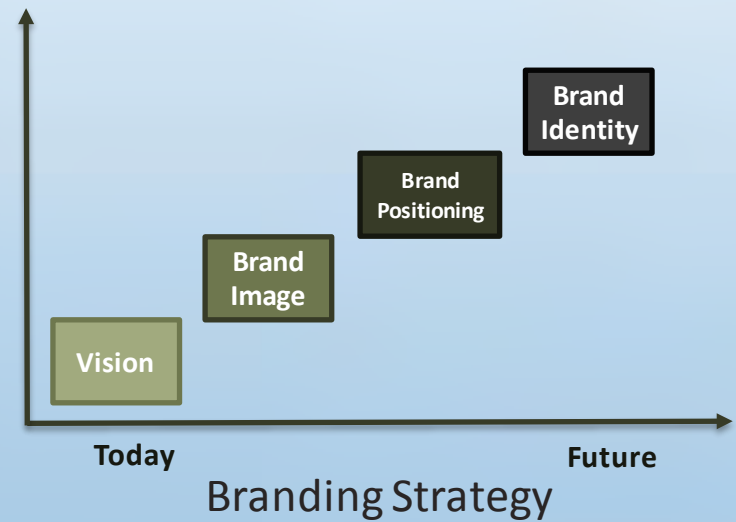 Brand
Identity
Brand
Positioning
Brand
Image
Vision
Today
Future
Branding Strategy